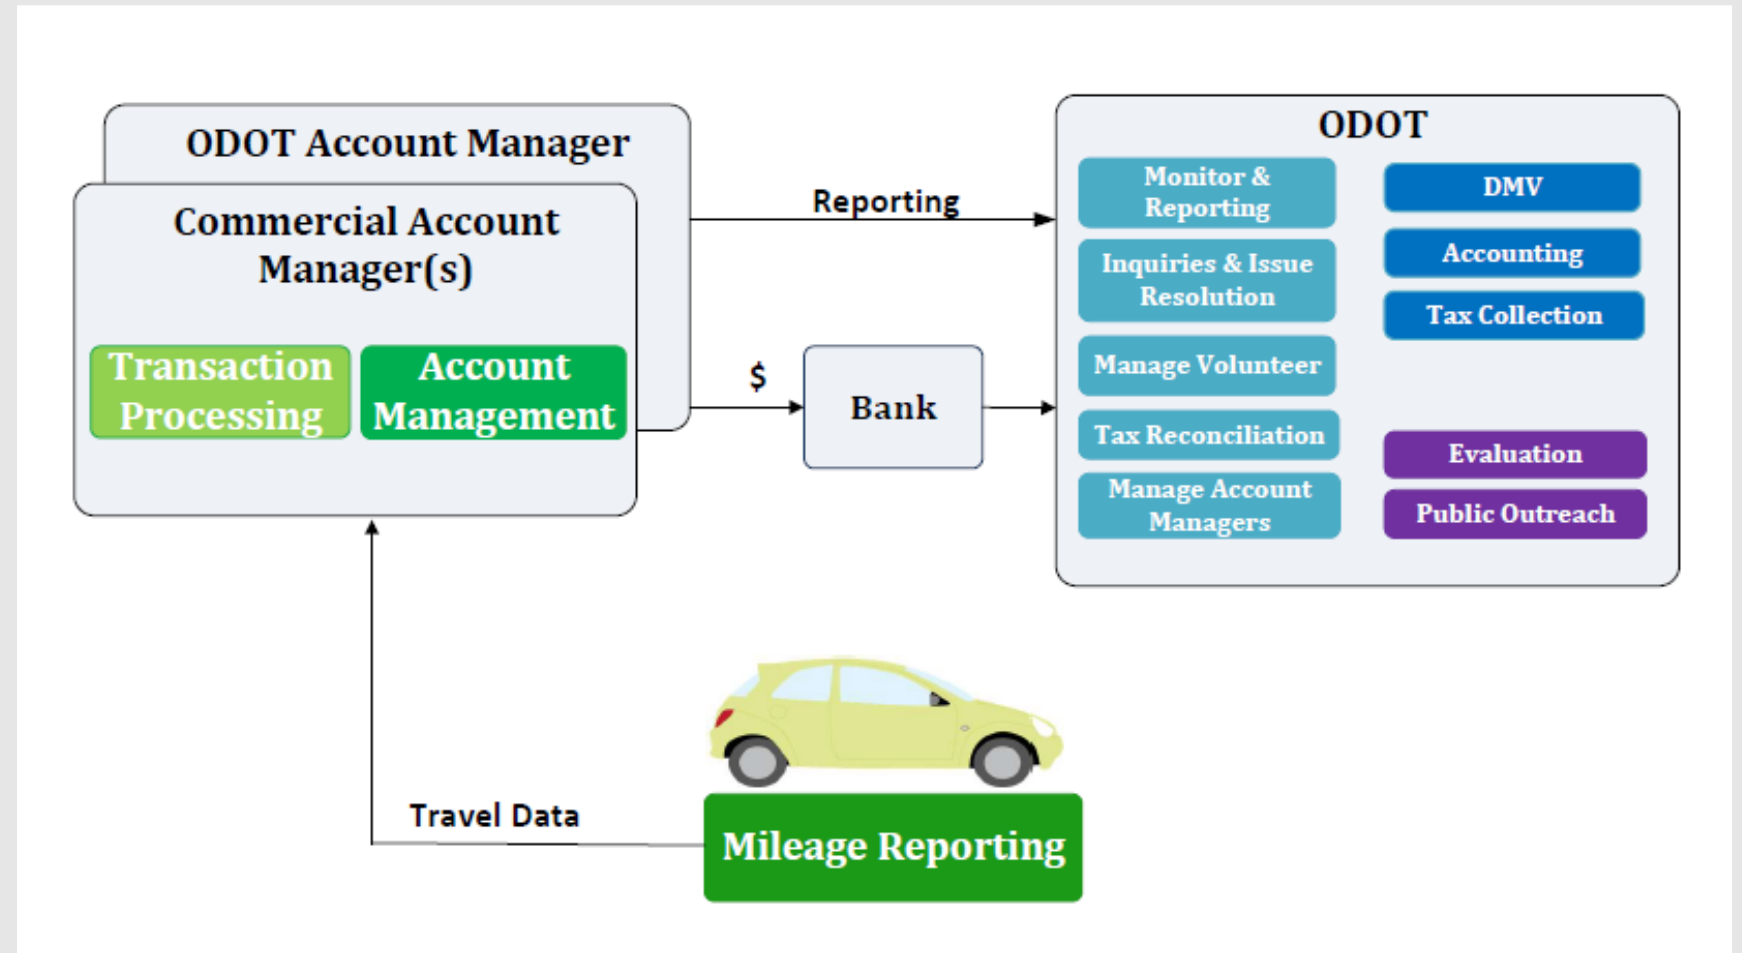 ODOT Account Manager
Commercial Account
Manager(s)
Transaction
Processing
Account
Management
Reporting
$
Bank
ODOT
Monitor &
Reporting
Inquiries & Issue
Resolution
Manage Volunteer
Tax Reconciliation
Manage Account
Managers
DMV
Accounting
Tax Collection
Evaluation
Public Outreach
Travel Data
Mileage Reporting